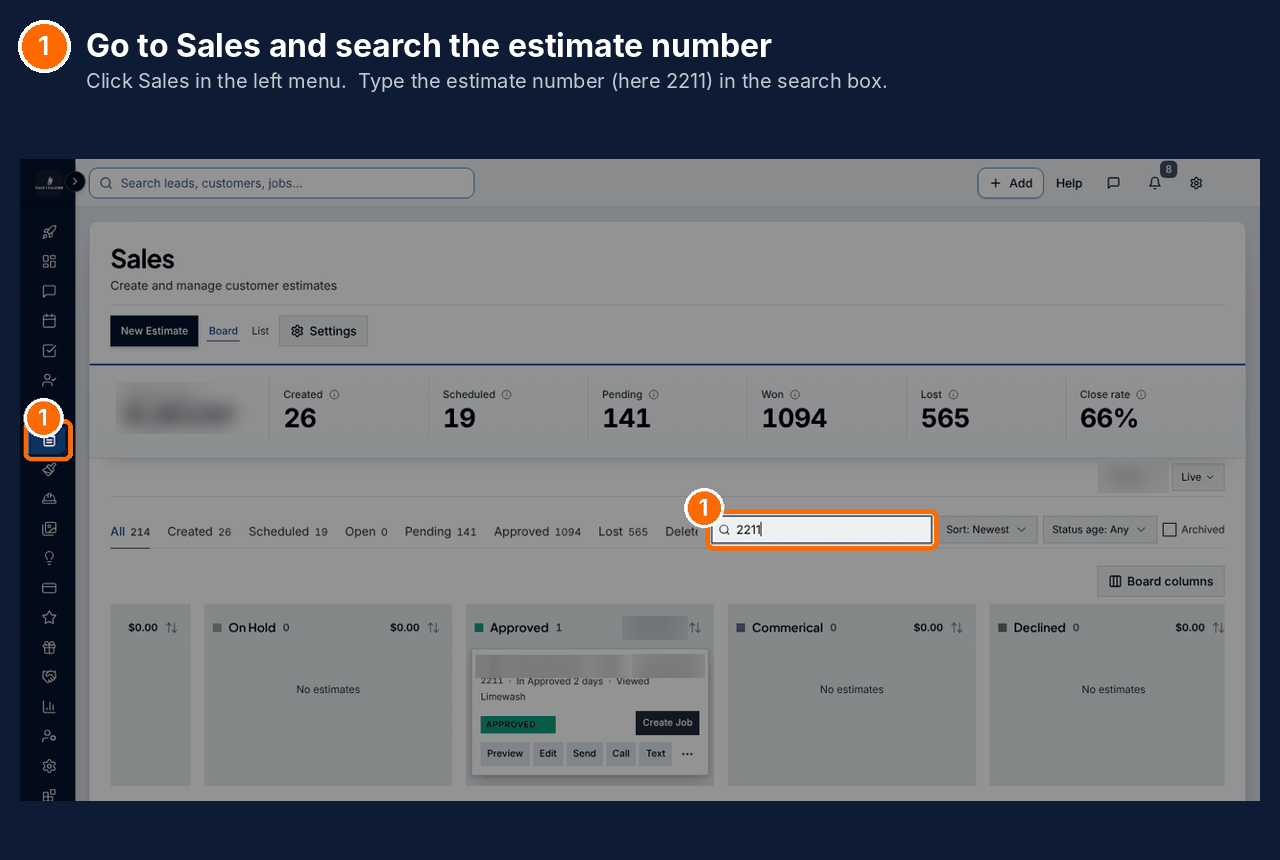 1 Go to Sales and search the estimate number
Click Sales in the left menu.  Type the estimate number (here 2211) in the search box.
Search leads, customers, jobs...
+ Add
Help
8
Sales
Create and manage customer estimates
New Estimate
Board
List
Settings
Created
26
Scheduled
19
Pending
141
Won
1094
Lost
565
Close rate
66%
1
Live
All 214
Created 26
Scheduled 19
Open 0
Pending 141
Approved 1094
Lost 565
Delete
1
2211
Sort: Newest
Status age: Any
Archived
Board columns
$0.00
On Hold 0
$0.00
No estimates
Approved 1
2211 · In Approved 2 days · Viewed
Limewash
APPROVED
Create Job
Preview
Edit
Send
Call
Text
...
Commerical 0
$0.00
No estimates
Declined 0
$0.00
No estimates